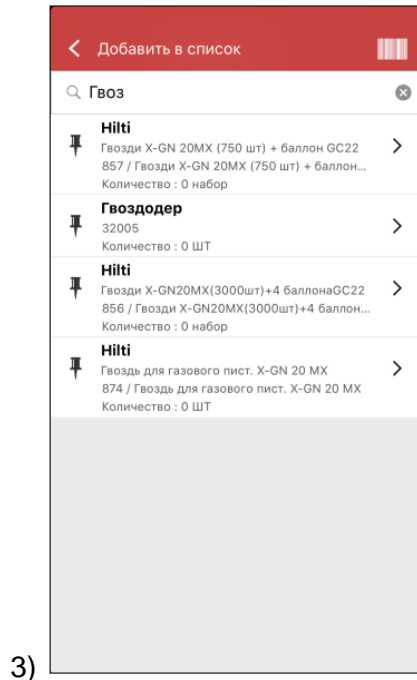 Добавить в список
Гвоз
Hilti
Гвозди X-GN 20MX (750 шт) + баллон GC22
857 / Гвозди X-GN 20MX (750 шт) + баллон...
Количество : 0 набор
Гвоздодер
32005
Количество : 0 ШТ
Hilti
Гвозди X-GN20MX(3000шт)+4 баллонаGC22
856 / Гвозди X-GN20MX(3000шт)+4 баллон...
Количество : 0 набор
Hilti
Гвоздь для газового пист. X-GN 20 MX
874 / Гвоздь для газового пист. X-GN 20 MX
Количество : 0 ШТ
3)